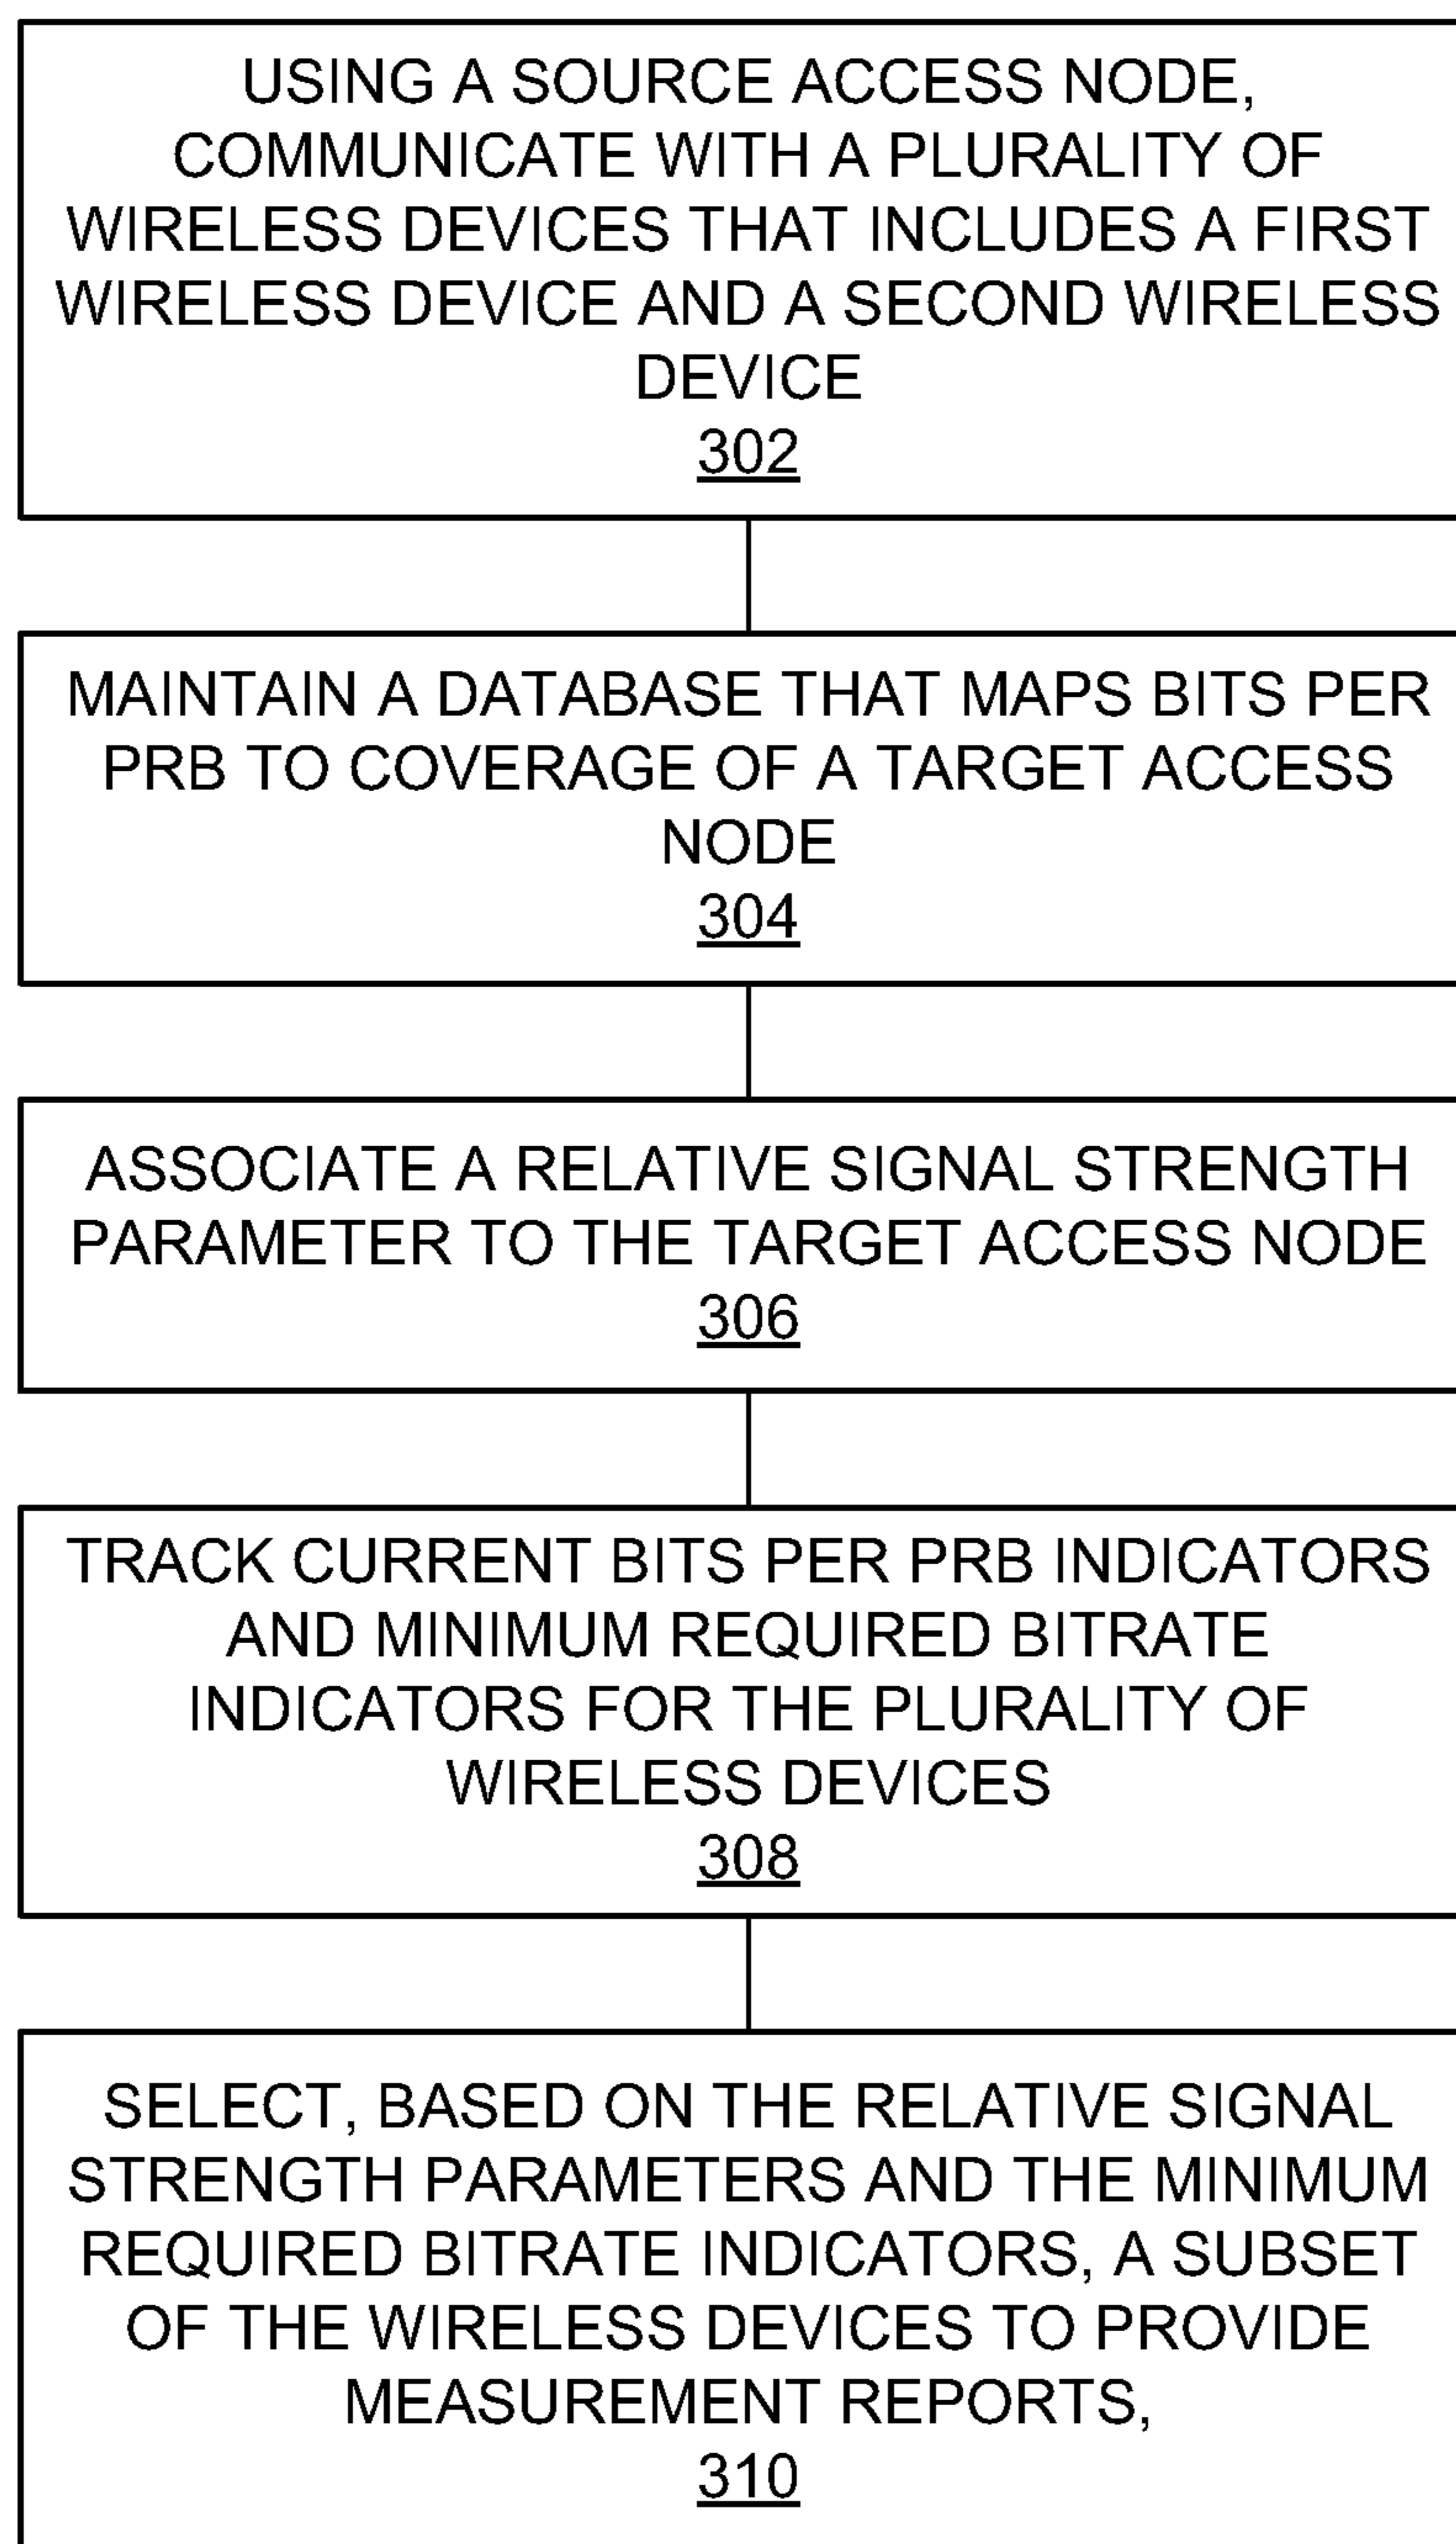 USING A SOURCE ACCESS NODE,
COMMUNICATE WITH A PLURALITY OF
WIRELESS DEVICES THAT INCLUDES A FIRST
WIRELESS DEVICE AND A SECOND WIRELESS
DEVICE
302
MAINTAIN A DATABASE THAT MAPS BITS PER
PRB TO COVERAGE OF A TARGET ACCESS
NODE
304
ASSOCIATE A RELATIVE SIGNAL STRENGTH
PARAMETER TO THE TARGET ACCESS NODE
306
TRACK CURRENT BITS PER PRB INDICATORS
AND MINIMUM REQUIRED BITRATE
INDICATORS FOR THE PLURALITY OF
WIRELESS DEVICES
308
SELECT, BASED ON THE RELATIVE SIGNAL
STRENGTH PARAMETERS AND THE MINIMUM
REQUIRED BITRATE INDICATORS, A SUBSET
OF THE WIRELESS DEVICES TO PROVIDE
MEASUREMENT REPORTS,
310